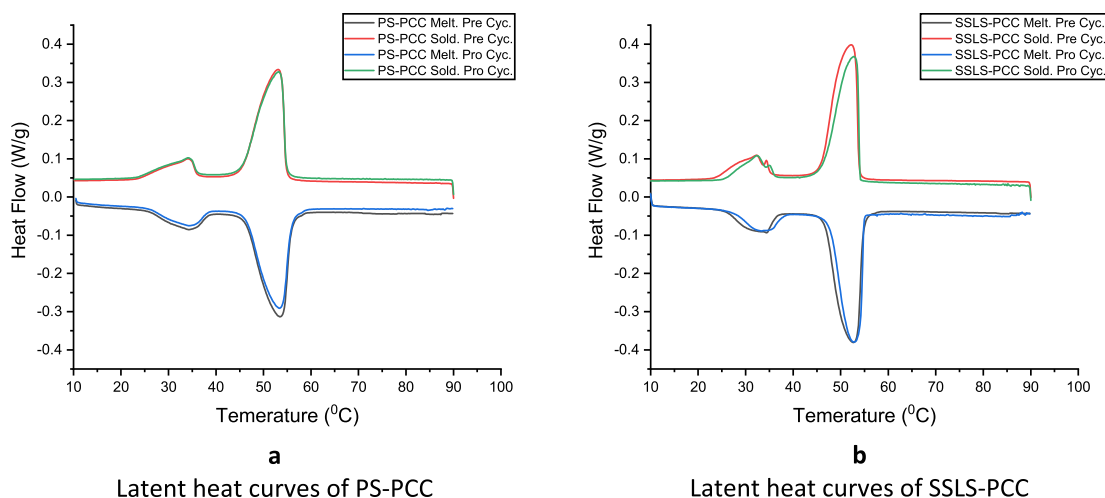 PS-PCC Melt. Pre Cyc.
PS-PCC Sold. Pre Cyc.
PS-PCC Melt. Pro Cyc.
PS-PCC Sold. Pro Cyc.
0.4
0.3
0.2
0.1
0.0
-0.1
-0.2
-0.3
-0.4
Heat Flow (W/g)
10 20 30 40 50 60 70 80 90 100
Temerature (⁰C)
a
Latent heat curves of PS-PCC
SSLS-PCC Melt. Pre Cyc.
SSLS-PCC Sold. Pre Cyc.
SSLS-PCC Melt. Pro Cyc.
SSLS-PCC Sold. Pro Cyc.
0.4
0.3
0.2
0.1
0.0
-0.1
-0.2
-0.3
-0.4
Heat Flow (W/g)
10 20 30 40 50 60 70 80 90 100
Temerature (⁰C)
b
Latent heat curves of SSLS-PCC